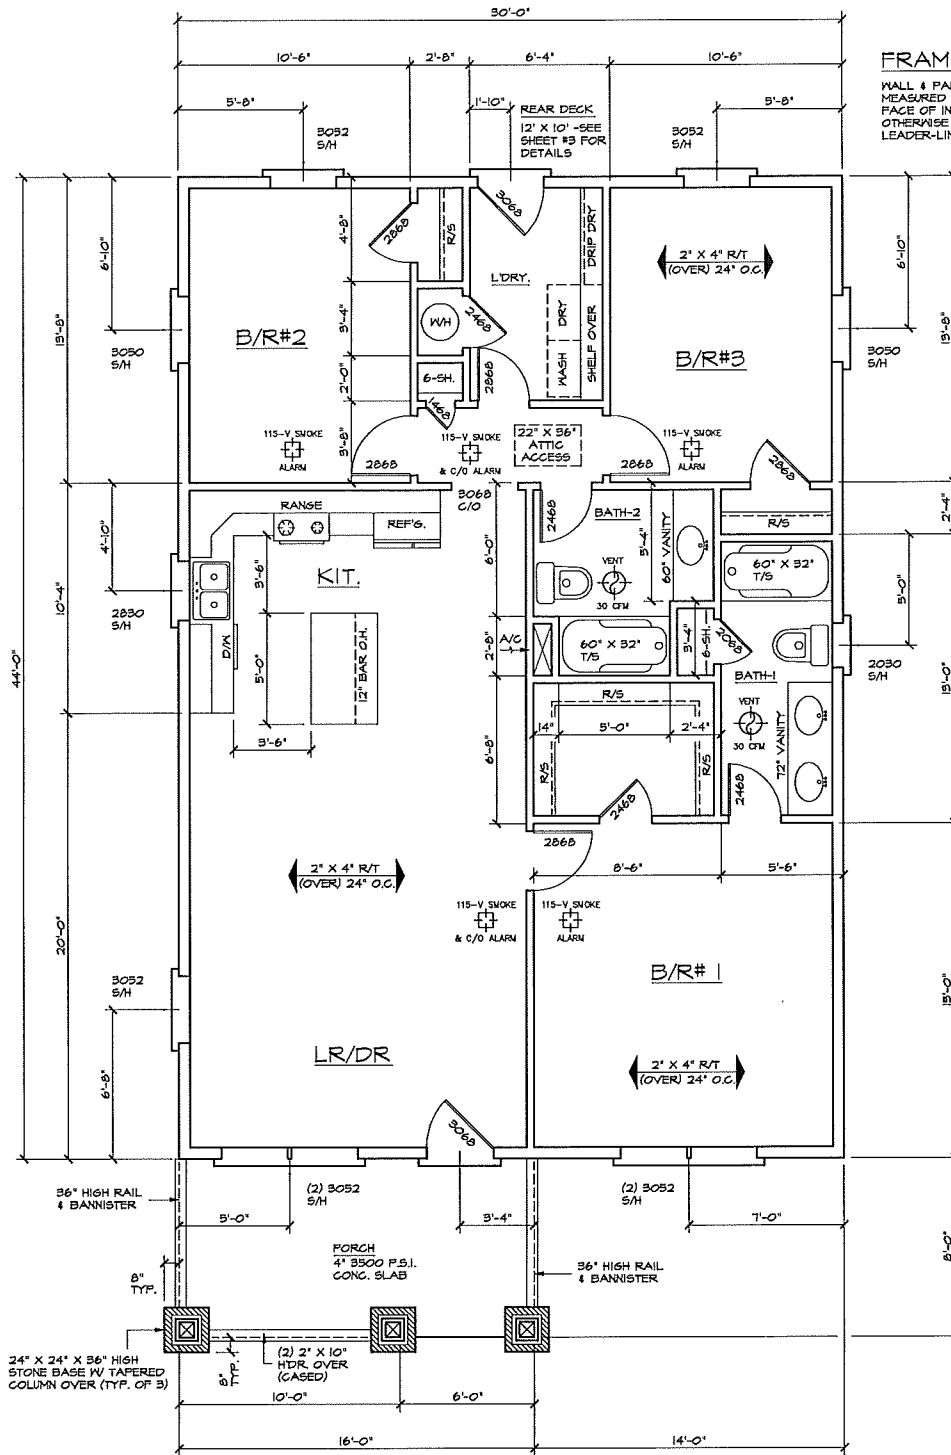 30'-0"
10'-6"
2'-8"
6'-4"
10'-6"
FRAM
WALL & PA
MEASURED
FACE OF IN
OTHERWISE
LEADER-LIN
5'-8"
1'-10"
5'-8"
REAR DECK
12' X 10' -SEE
SHEET #3 FOR
DETAILS
3052
S/H
3052
S/H
3068
6'-10"
13'-8"
4'-8"
2868
R/S
L'DRY.
DRIP DRY
2" X 4" R/T
(OVER) 24" O.C.
6'-10"
13'-8"
B/R#2
3'-4"
W/H
2468
DRY
WASH
SHELF OVER
B/R#3
3050
S/H
3050
S/H
2'-0"
6-SH.
1468
2868
3'-8"
115-V SMOKE
ALARM
115-V SMOKE
& C/O ALARM
22" X 36"
ATTIC
ACCESS
115-V SMOKE
ALARM
2868
2868
2868
3068
C/O
RANGE
REF'G.
2468
BATH-2
R/S
2'-4"
4'-10"
3'-6"
KIT.
6'-0"
5'-4"
60" VANITY
VENT
30 CFM
60" X 32"
T/S
5'-0"
10'-4"
2830
S/H
44'-0"
D/W
5'-0"
12" BAR O.H.
2'-8"
A/C
60" X 32"
T/S
3'-4"
6-SH.
2068
BATH-1
2030
S/H
13'-0"
3'-6"
6'-8"
R/S
14"
5'-0"
2'-4"
R/S
R/S
VENT
30 CFM
72" VANITY
2468
2468
2868
8'-6"
5'-6"
2" X 4" R/T
(OVER) 24" O.C.
115-V SMOKE
& C/O ALARM
115-V SMOKE
ALARM
20'-0"
B/R# 1
15'-0"
3052
S/H
6'-8"
LR/DR
2" X 4" R/T
(OVER) 24" O.C.
3068
36" HIGH RAIL
& BANNISTER
(2) 3052
S/H
(2) 3052
S/H
5'-0"
3'-4"
7'-0"
PORCH
4" 3500 P.S.I.
CONC. SLAB
8'-0"
8"
TYP.
36" HIGH RAIL
& BANNISTER
24" X 24" X 36" HIGH
STONE BASE W/ TAPERED
COLUMN OVER (TYP. OF 3)
8"
TYP.
(2) 2" X 10"
H'DR. OVER
(CASED)
10'-0"
6'-0"
16'-0"
14'-0"